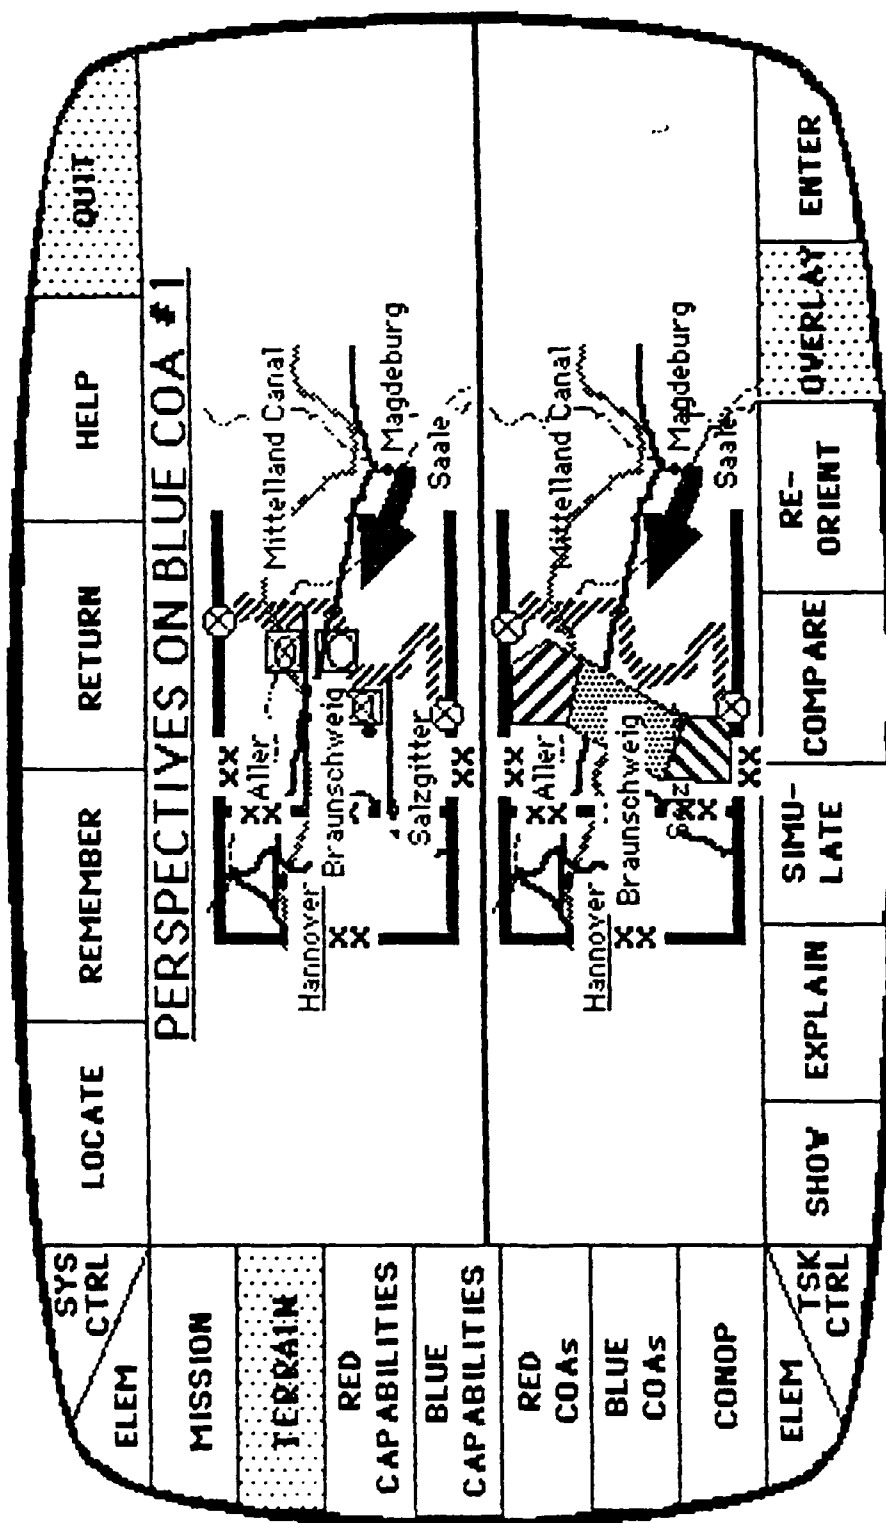 SYS
CTRL
ELEM
LOCATE
REMEMBER
RETURN
HELP
QUIT
MISSION
TERRAIN
RED
CAPABILITIES
BLUE
CAPABILITIES
RED
COAs
BLUE
COAs
CONOP
PERSPECTIVES ON BLUE COA #1
XX
Aller
Mittelland Canal
XX
Hannover
Braunschweig
Magdeburg
XX
Salzgitter
Saale
XX
XX
Aller
Mittelland Canal
XX
Hannover
Braunschweig
Magdeburg
XX
XX
Saale
XX
ELEM
TSK
CTRL
SHOW
EXPLAIN
SIMU-
LATE
COMPARE
RE-
ORIENT
OVERLAY
ENTER